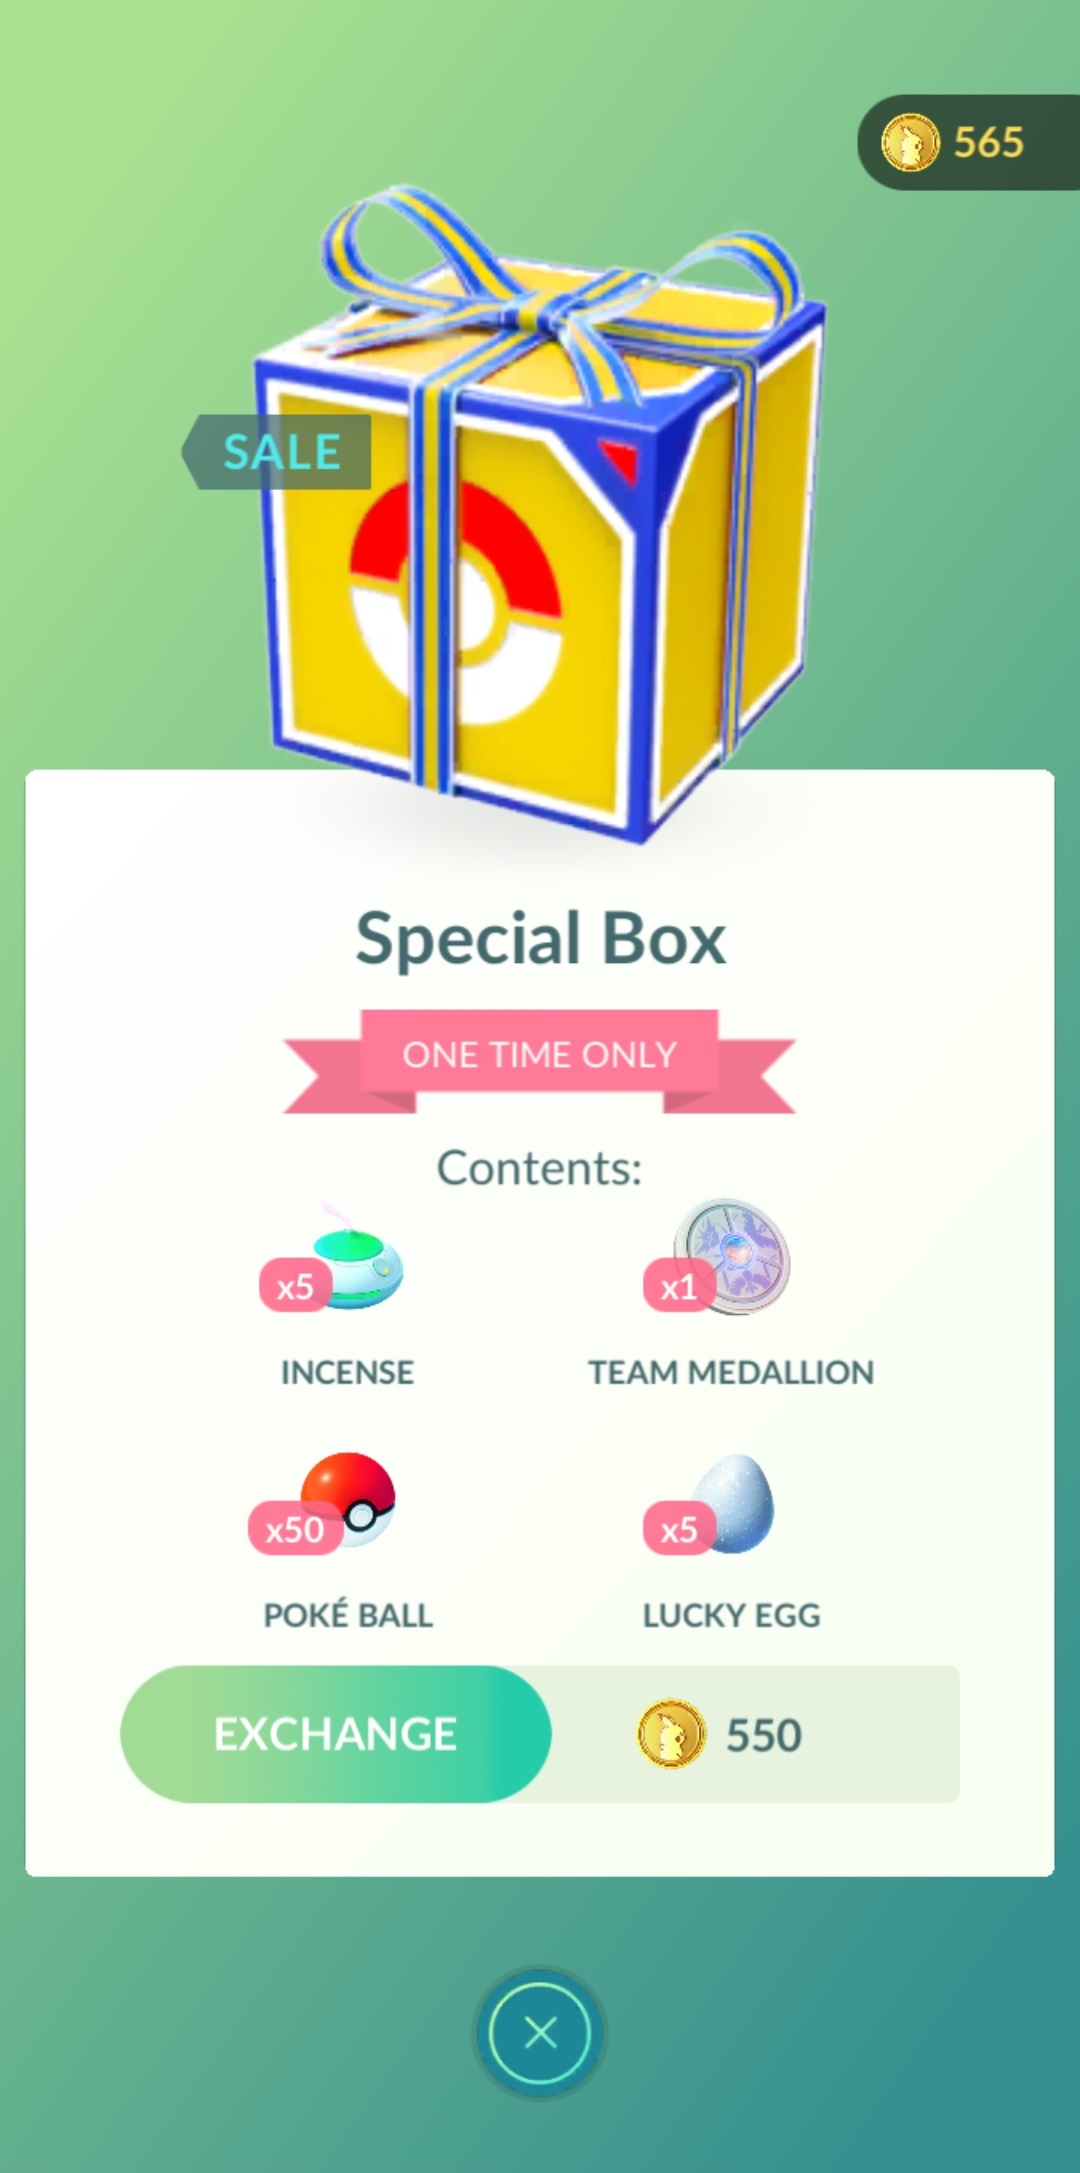 565
SALE
Special Box
ONE TIME ONLY
Contents:
x5
x1
INCENSE
TEAM MEDALLION
x50
x5
POKÉ BALL
LUCKY EGG
EXCHANGE
550